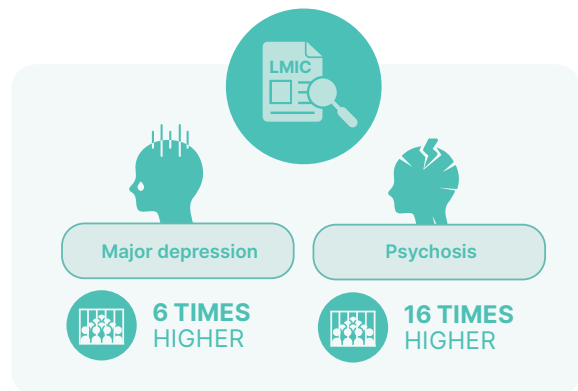 LMIC
Major depression
6 TIMES
HIGHER
Psychosis
16 TIMES
HIGHER